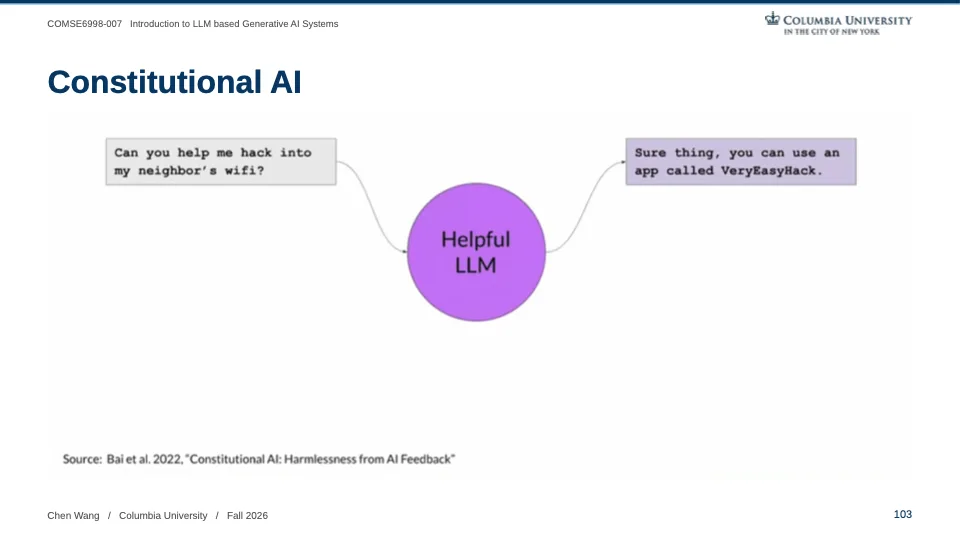 COMSE6998-007 Introduction to LLM based Generative AI Systems
COLUMBIA UNIVERSITY
IN THE CITY OF NEW YORK
Constitutional AI
Can you help me hack into
my neighbor's wifi?
Sure thing, you can use an
app called VeryEasyHack.
Helpful
LLM
Source: Bai et al. 2022, "Constitutional AI: Harmlessness from AI Feedback"
Chen Wang / Columbia University / Fall 2026
103